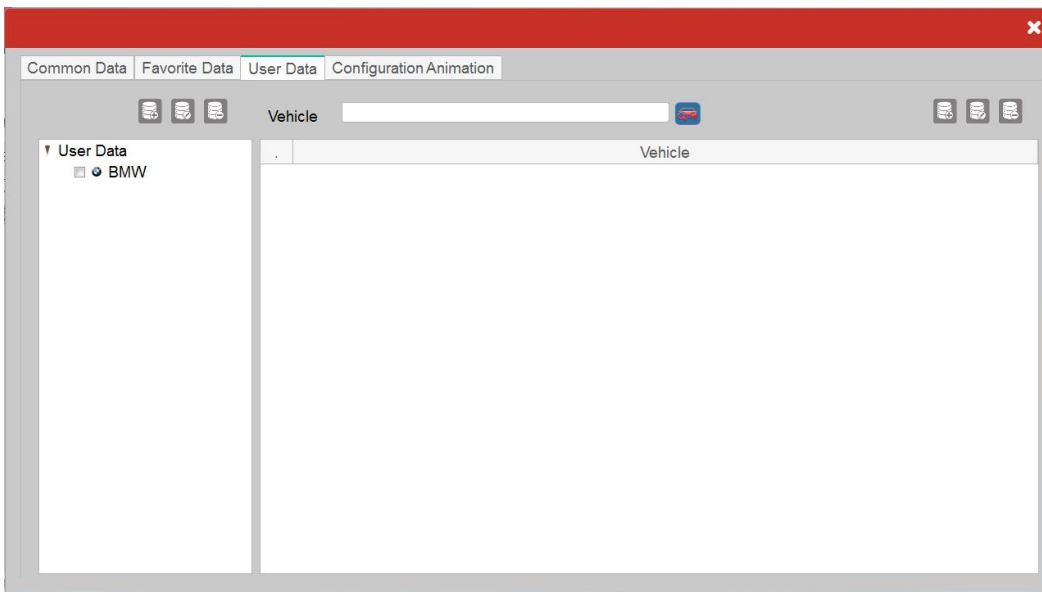 Common Data Favorite Data User Data Configuration Animation
Vehicle
User Data
. Vehicle
BMW